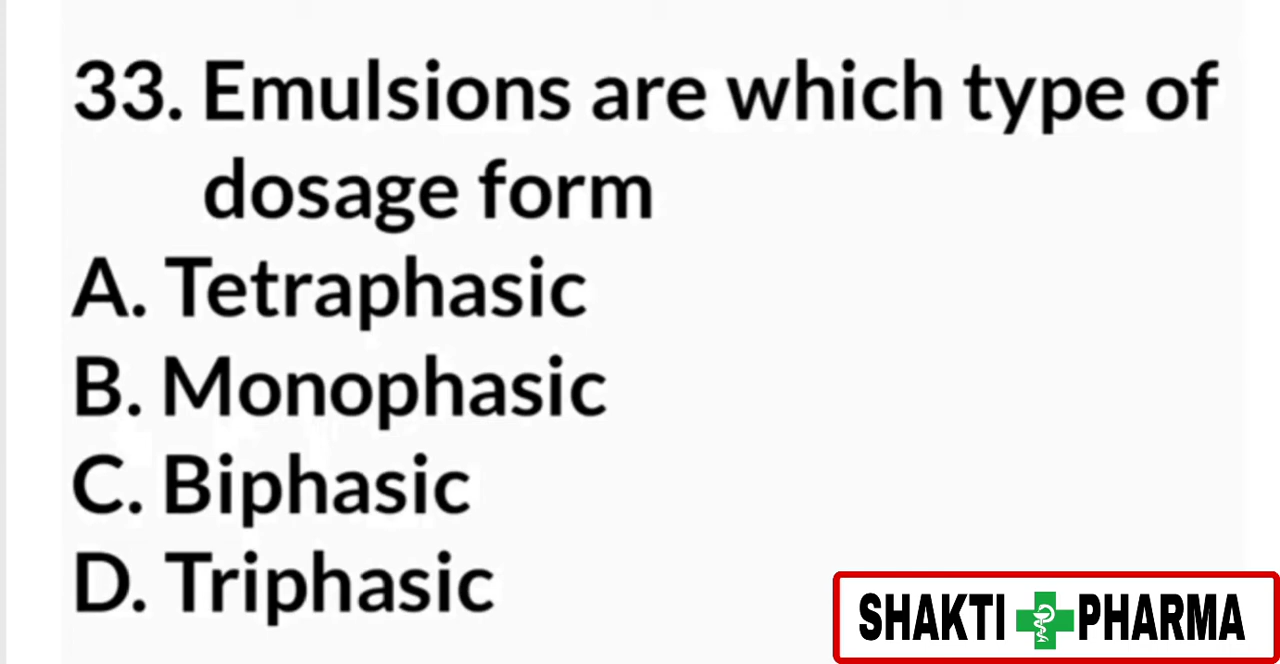 33. Emulsions are which type of
dosage form
A. Tetraphasic
B. Monophasic
C. Biphasic
D. Triphasic
SHAKTI PHARMA